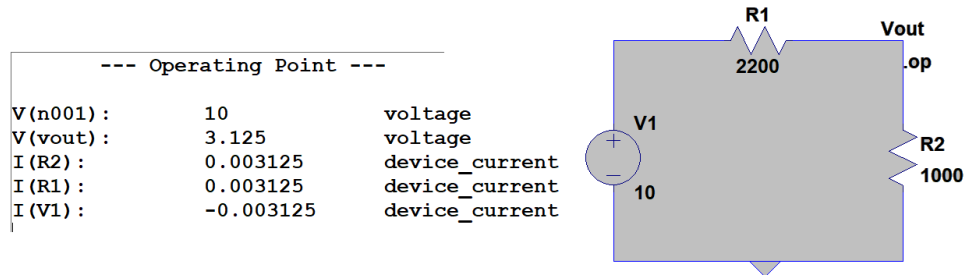 --- Operating Point ---
V(n001): 10 voltage
V(vout): 3.125 voltage
I(R2): 0.003125 device_current
I(R1): 0.003125 device_current
I(V1): -0.003125 device_current
R1
2200
Vout
.op
V1
10
R2
1000